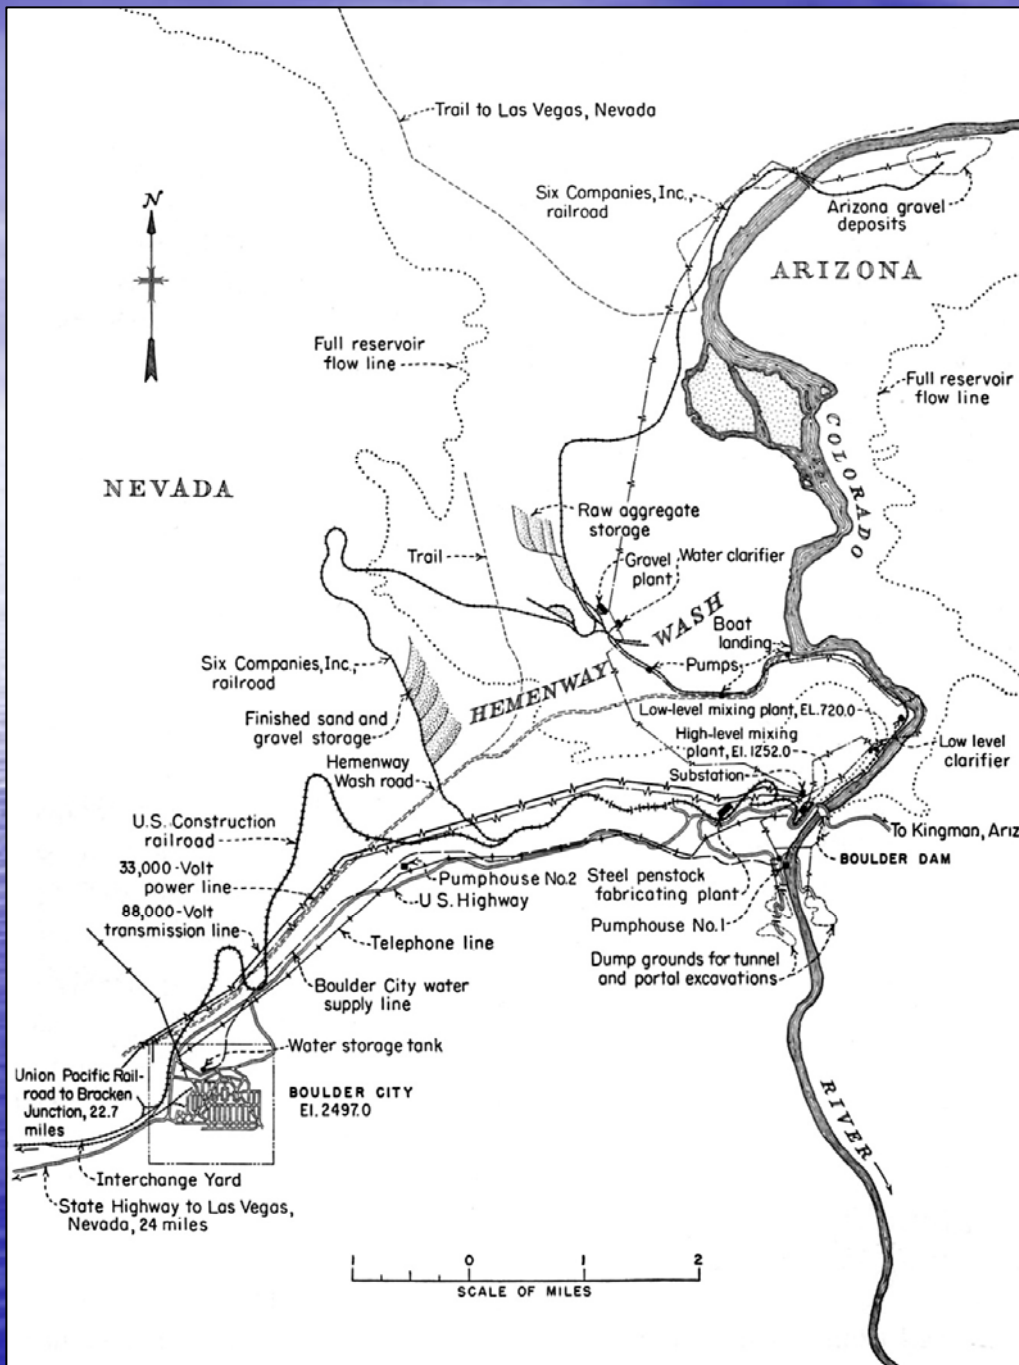 Trail to Las Vegas, Nevada
N
Six Companies, Inc.,
railroad
Arizona gravel
deposits
ARIZONA
Full reservoir
flow line
Full reservoir
flow line
COLORADO
NEVADA
Raw aggregate
storage
Trail
Gravel
plant
Water clarifier
WASH
Boat
landing
Six Companies, Inc.,
railroad
Pumps
HEMENWAY
Finished sand and
gravel storage
Low-level mixing plant, EL.720.0
High-level mixing
plant, El. 1252.0
Low level
clarifier
Hemenway
Wash road
Substation
U.S. Construction
railroad
To Kingman, Ariz
BOULDER DAM
33,000-Volt
power line
Pumphouse No.2
Steel penstock
fabricating plant
U.S. Highway
88,000-Volt
transmission line
Pumphouse No.1
Telephone line
Dump grounds for tunnel
and portal excavations
Boulder City water
supply line
Water storage tank
Union Pacific Rail-
road to Bracken
Junction, 22.7
miles
BOULDER CITY
El. 2497.0
RIVER
Interchange Yard
State Highway to Las Vegas,
Nevada, 24 miles
1 0 1 2
SCALE OF MILES